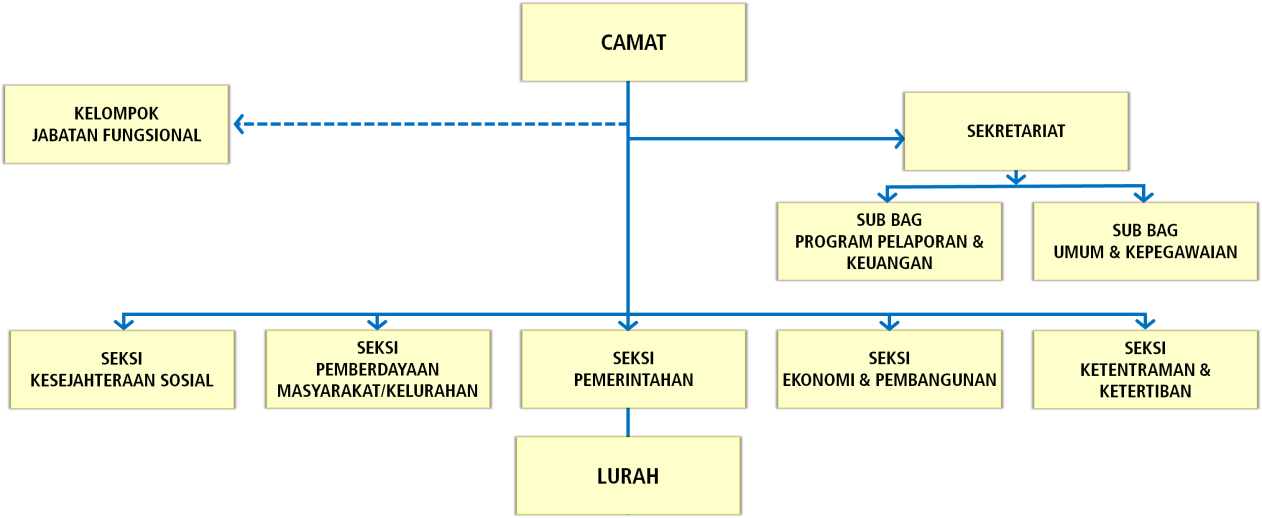 CAMAT
KELOMPOK
JABATAN FUNGSIONAL
SEKRETARIAT
SUB BAG
PROGRAM PELAPORAN &
KEUANGAN
SUB BAG
UMUM & KEPEGAWAIAN
SEKSI
KESEJAHTERAAN SOSIAL
SEKSI
PEMBERDAYAAN
MASYARAKAT/KELURAHAN
SEKSI
PEMERINTAHAN
SEKSI
EKONOMI & PEMBANGUNAN
SEKSI
KETENTRAMAN &
KETERTIBAN
LURAH